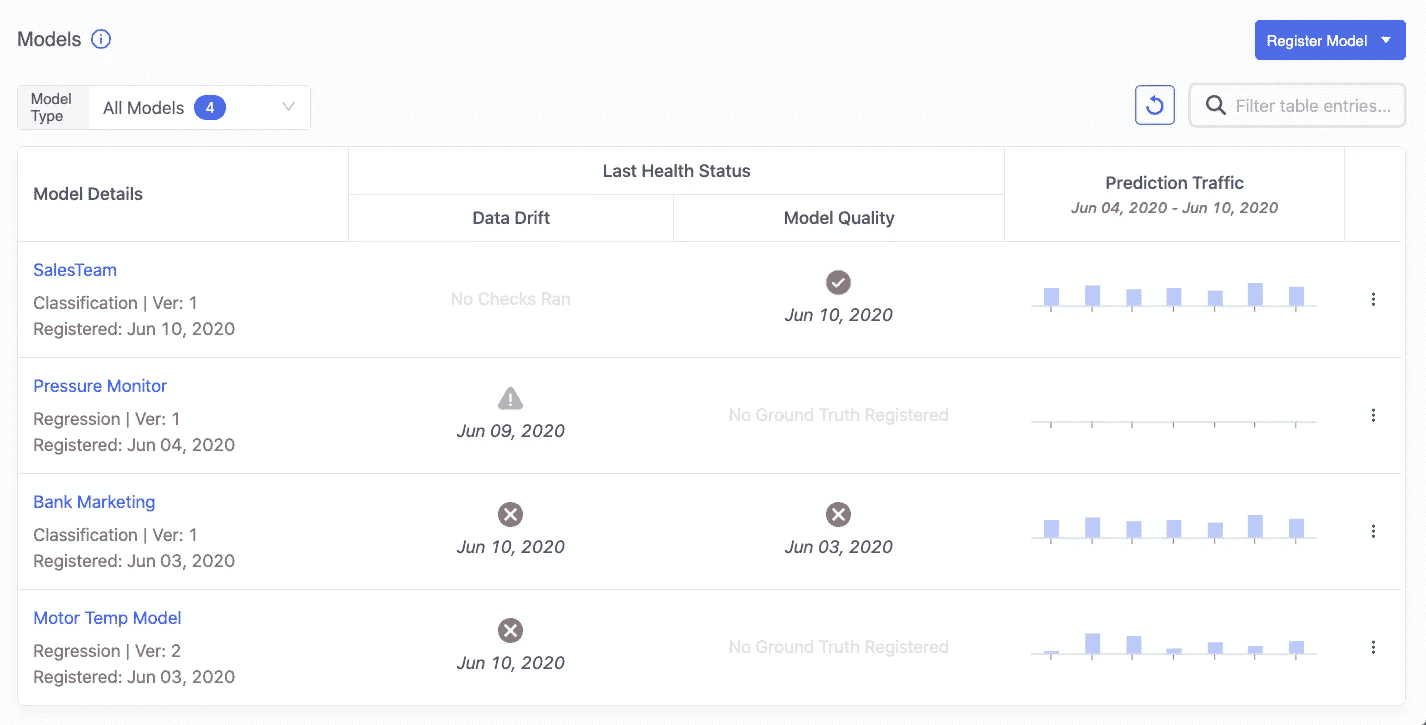 Models
Register Model
Model Type
All Models 4
Filter table entries...
Model Details
Last Health Status
Data Drift
Model Quality
Prediction Traffic
Jun 04, 2020 - Jun 10, 2020
SalesTeam
Classification | Ver: 1
Registered: Jun 10, 2020
No Checks Ran
Jun 10, 2020
Pressure Monitor
Regression | Ver: 1
Registered: Jun 04, 2020
Jun 09, 2020
No Ground Truth Registered
Bank Marketing
Classification | Ver: 1
Registered: Jun 03, 2020
Jun 10, 2020
Jun 03, 2020
Motor Temp Model
Regression | Ver: 2
Registered: Jun 03, 2020
Jun 10, 2020
No Ground Truth Registered